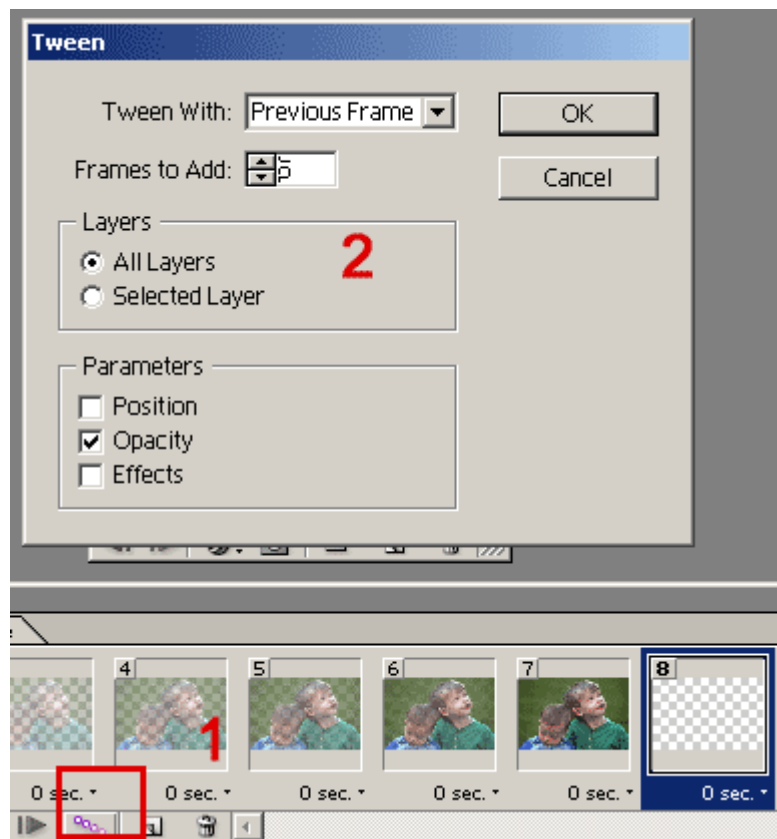 Tween
Tween With: Previous Frame
OK
Frames to Add:
Cancel
Layers
All Layers
2
Selected Layer
Parameters
Position
Opacity
Effects
4 5 6 7 8
1
0 sec. 0 sec. 0 sec. 0 sec. 0 sec. 0 sec.